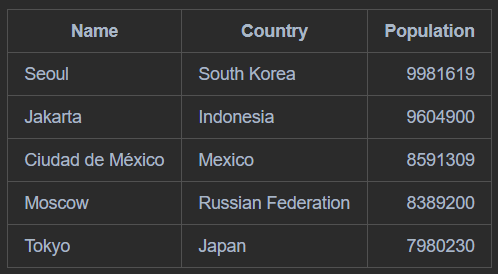 Name Country Population
Seoul South Korea 9981619
Jakarta Indonesia 9604900
Ciudad de México Mexico 8591309
Moscow Russian Federation 8389200
Tokyo Japan 7980230